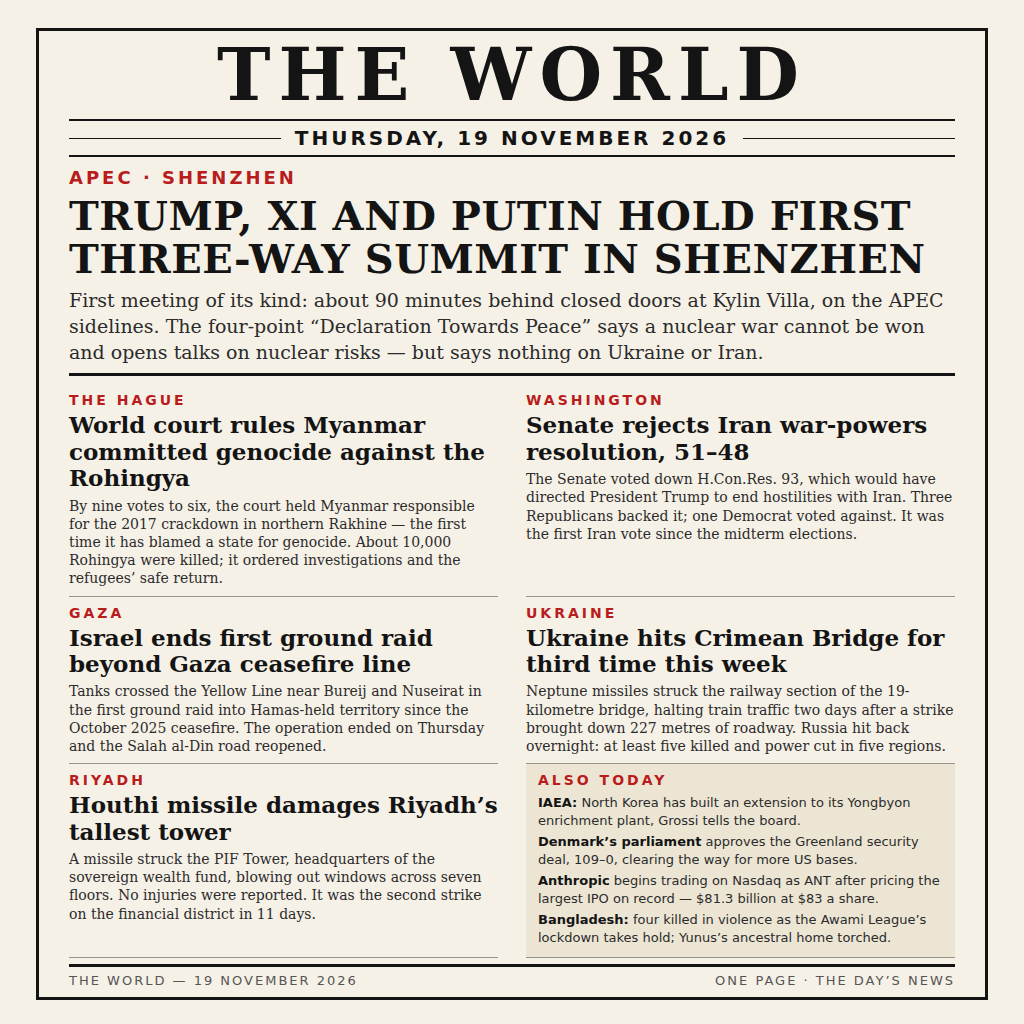 THE WORLD
THURSDAY, 19 NOVEMBER 2026
APEC · SHENZHEN
TRUMP, XI AND PUTIN HOLD FIRST
THREE-WAY SUMMIT IN SHENZHEN
First meeting of its kind: about 90 minutes behind closed doors at Kylin Villa, on the APEC
sidelines. The four-point “Declaration Towards Peace” says a nuclear war cannot be won
and opens talks on nuclear risks — but says nothing on Ukraine or Iran.
THE HAGUE
World court rules Myanmar
committed genocide against the
Rohingya
By nine votes to six, the court held Myanmar responsible
for the 2017 crackdown in northern Rakhine — the first
time it has blamed a state for genocide. About 10,000
Rohingya were killed; it ordered investigations and the
refugees’ safe return.
WASHINGTON
Senate rejects Iran war-powers
resolution, 51–48
The Senate voted down H.Con.Res. 93, which would have
directed President Trump to end hostilities with Iran. Three
Republicans backed it; one Democrat voted against. It was
the first Iran vote since the midterm elections.
GAZA
Israel ends first ground raid
beyond Gaza ceasefire line
Tanks crossed the Yellow Line near Bureij and Nuseirat in
the first ground raid into Hamas-held territory since the
October 2025 ceasefire. The operation ended on Thursday
and the Salah al-Din road reopened.
UKRAINE
Ukraine hits Crimean Bridge for
third time this week
Neptune missiles struck the railway section of the 19-
kilometre bridge, halting train traffic two days after a strike
brought down 227 metres of roadway. Russia hit back
overnight: at least five killed and power cut in five regions.
RIYADH
Houthi missile damages Riyadh’s
tallest tower
A missile struck the PIF Tower, headquarters of the
sovereign wealth fund, blowing out windows across seven
floors. No injuries were reported. It was the second strike
on the financial district in 11 days.
ALSO TODAY
IAEA: North Korea has built an extension to its Yongbyon
enrichment plant, Grossi tells the board.
Denmark’s parliament approves the Greenland security
deal, 109–0, clearing the way for more US bases.
Anthropic begins trading on Nasdaq as ANT after pricing the
largest IPO on record — $81.3 billion at $83 a share.
Bangladesh: four killed in violence as the Awami League’s
lockdown takes hold; Yunus’s ancestral home torched.
THE WORLD — 19 NOVEMBER 2026
ONE PAGE · THE DAY’S NEWS